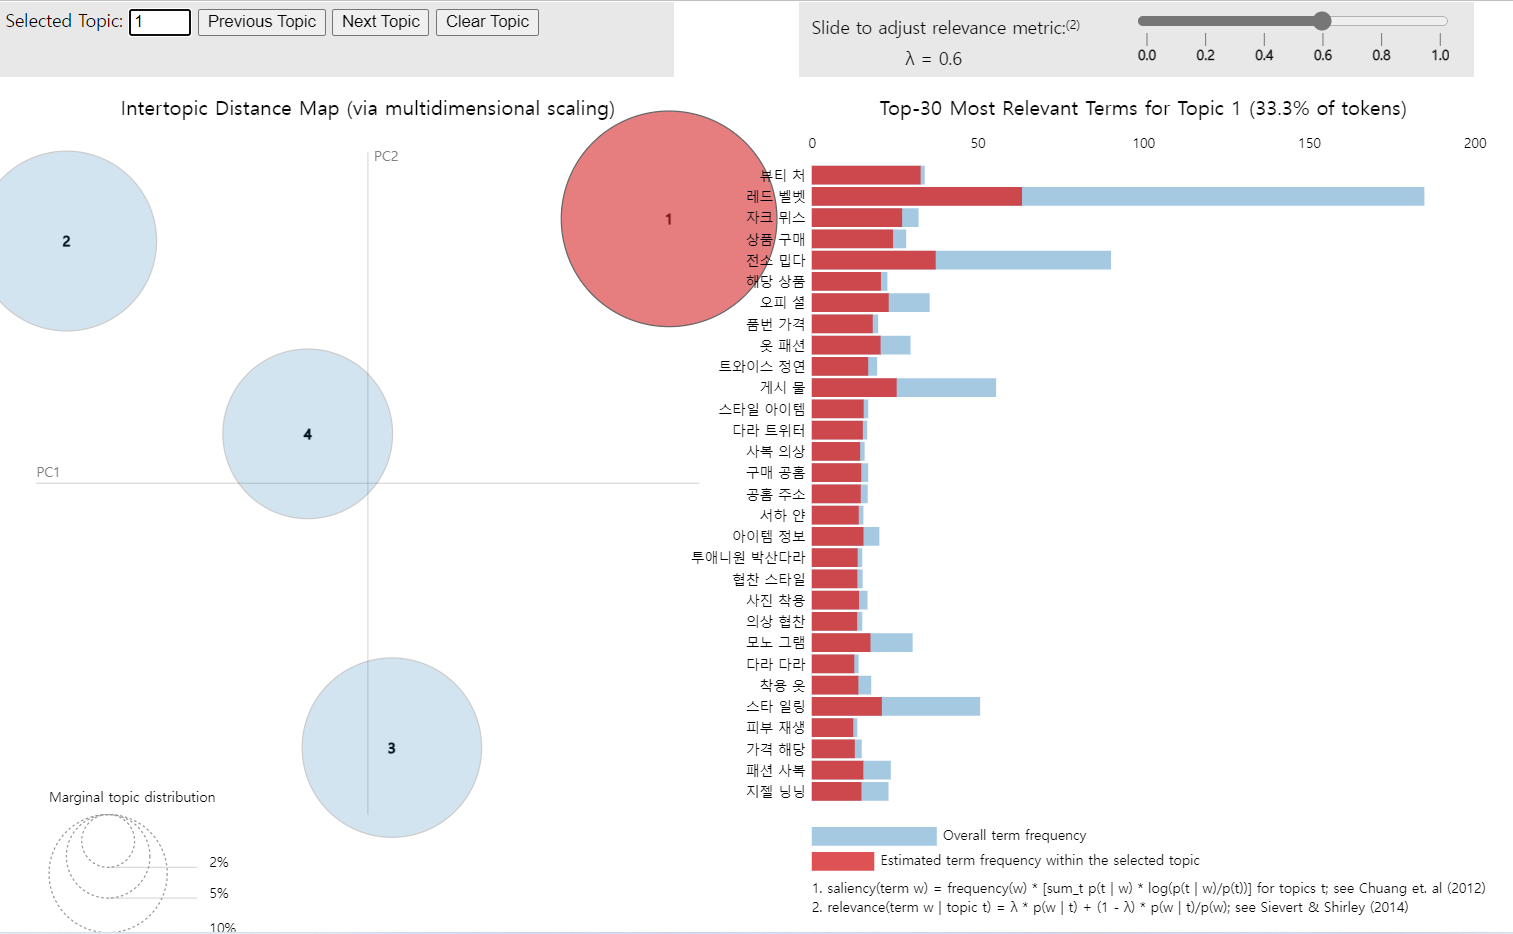 Selected Topic: 1 Previous Topic Next Topic Clear Topic
Slide to adjust relevance metric:(2)
λ = 0.6
0.0 0.2 0.4 0.6 0.8 1.0
Intertopic Distance Map (via multidimensional scaling)
PC2
PC1
1
2
4
3
Marginal topic distribution
2%
5%
10%
Top-30 Most Relevant Terms for Topic 1 (33.3% of tokens)
0 50 100 150 200
뷰티 처
레드 벨벳
자크 뮈스
상품 구매
전소 밉다
해당 상품
오피 셜
품번 가격
옷 패션
트와이스 정연
게시 물
스타일 아이템
다라 트위터
사복 의상
구매 공홈
공홈 주소
서하 얀
아이템 정보
투애니원 박산다라
협찬 스타일
사진 착용
의상 협찬
모노 그램
다라 다라
착용 옷
스타 일링
피부 재생
가격 해당
패션 사복
지젤 닝닝
Overall term frequency
Estimated term frequency within the selected topic
1. saliency(term w) = frequency(w) * [sum_t p(t | w) * log(p(t | w)/p(t))] for topics t; see Chuang et. al (2012)
2. relevance(term w | topic t) = λ * p(w | t) + (1 - λ) * p(w | t)/p(w); see Sievert & Shirley (2014)